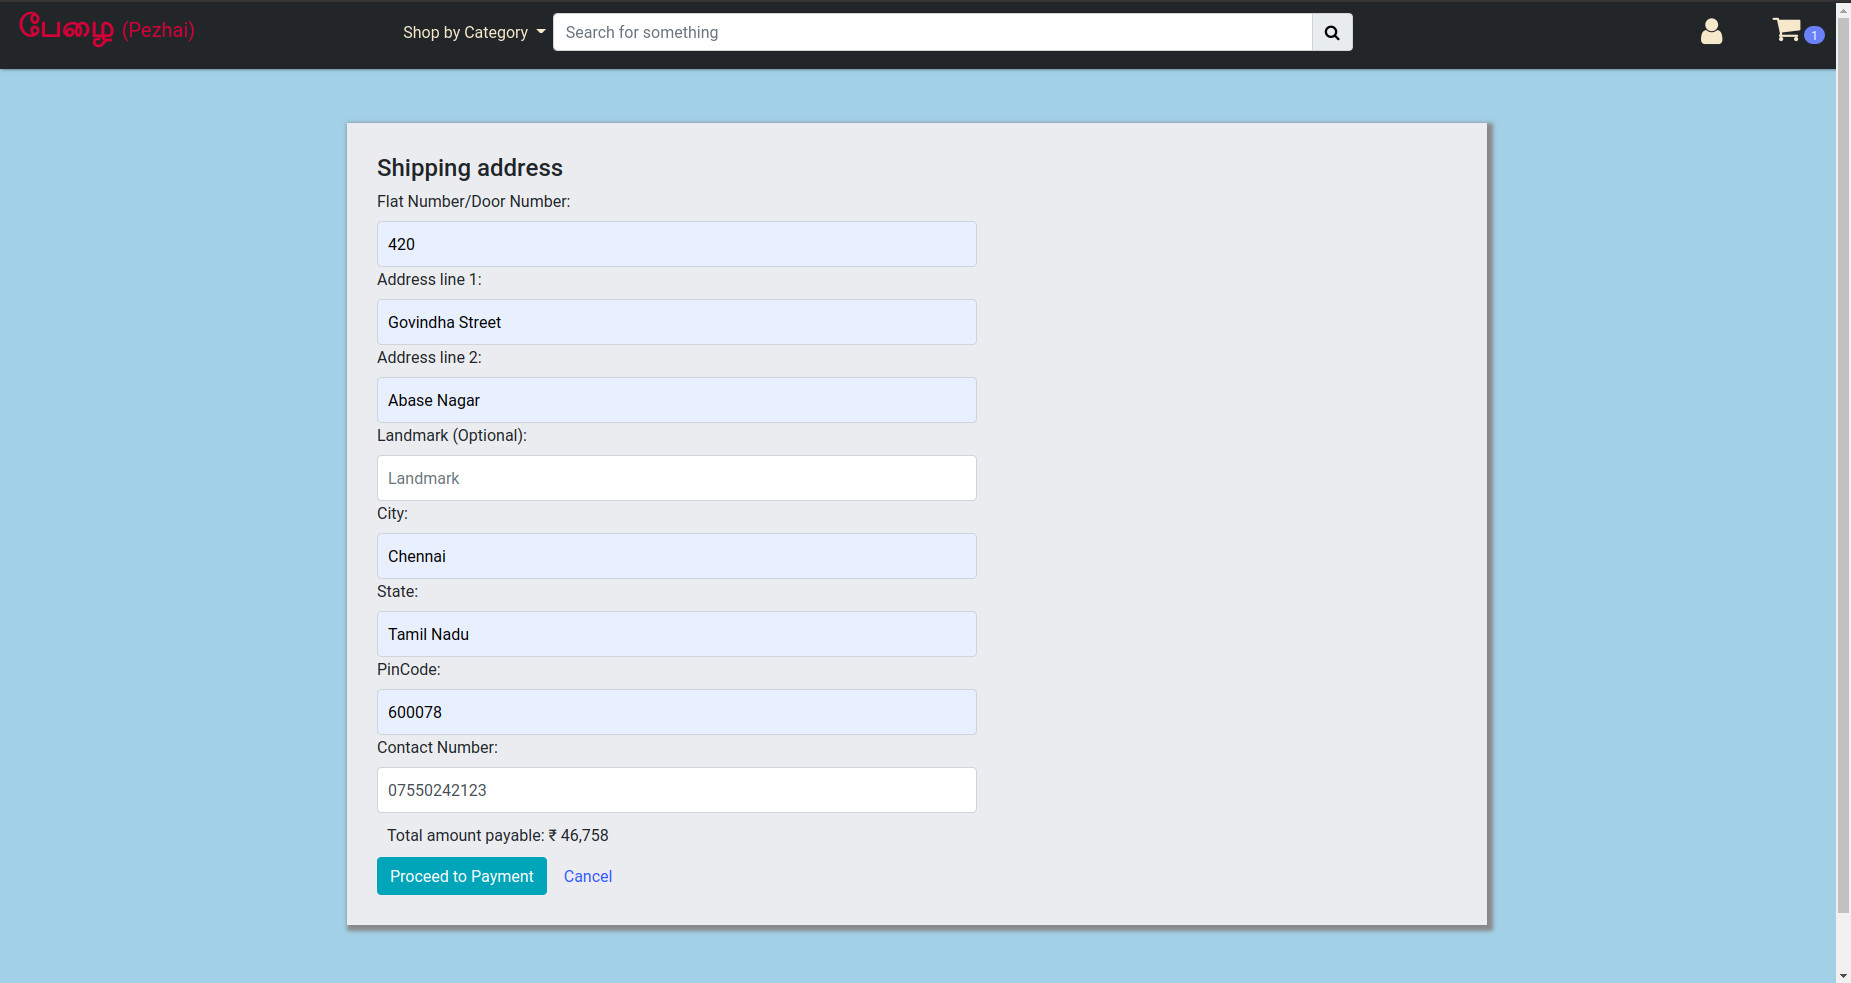 பேழை (Pezhai)
Shop by Category
Search for something
1
Shipping address
Flat Number/Door Number:
420
Address line 1:
Govindha Street
Address line 2:
Abase Nagar
Landmark (Optional):
Landmark
City:
Chennai
State:
Tamil Nadu
PinCode:
600078
Contact Number:
07550242123
Total amount payable: ₹ 46,758
Proceed to Payment Cancel